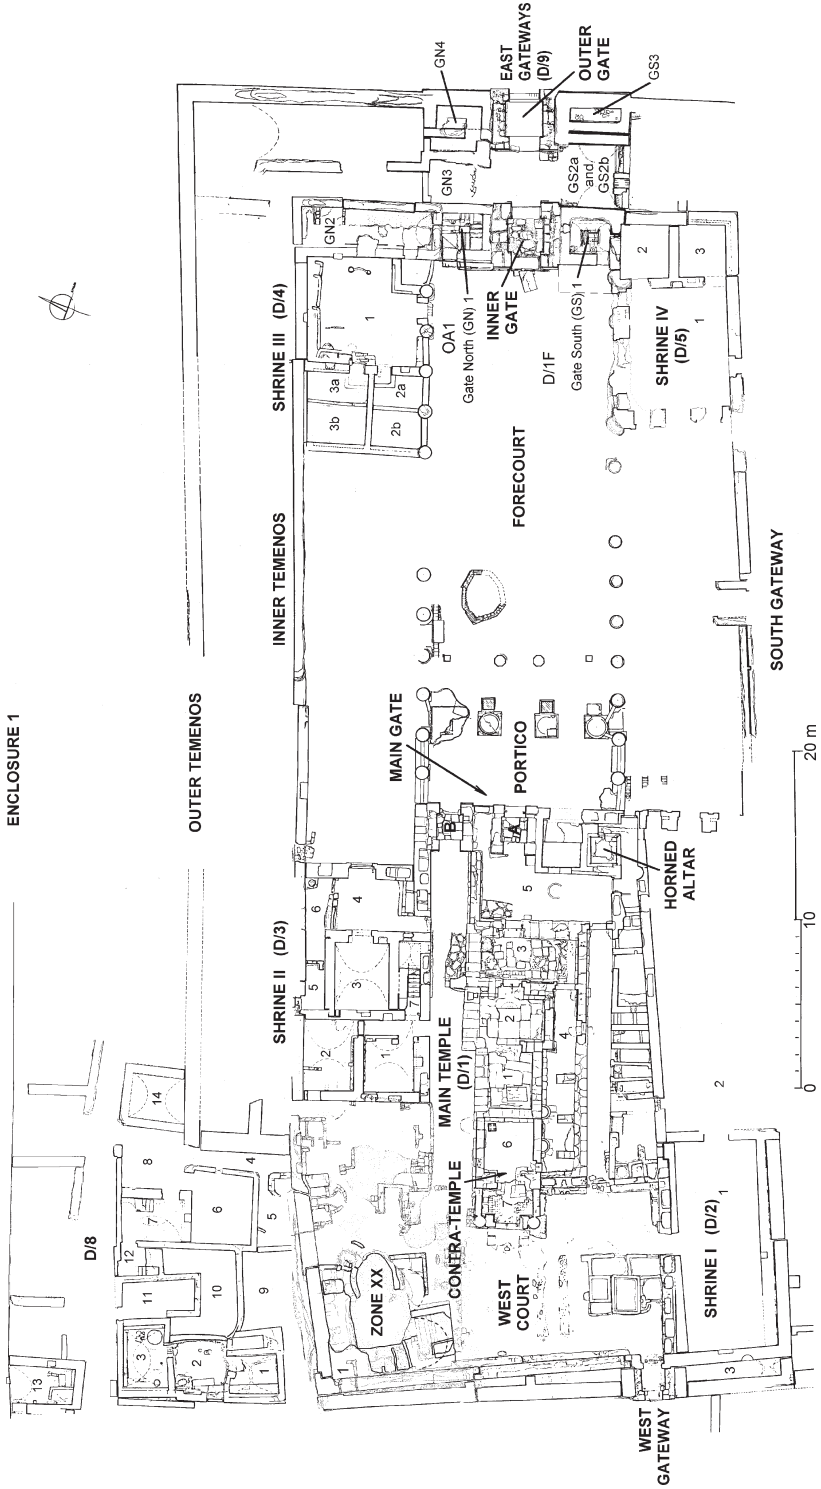 ENCLOSURE 1
OUTER TEMENOS
INNER TEMENOS
D/8
13
3
2
1
12
11
10
9
8
7
6
5
4
14
SHRINE II (D/3)
1
2
3
4
5
6
7
SHRINE III (D/4)
1
2a
2b
3a
3b
GN2
GN3
GN4
EAST
GATEWAYS
(D/9)
OUTER
GATE
GS3
GS2a
and
GS2b
OA1
Gate North (GN) 1
INNER
GATE
D/1F
Gate South (GS) 1
SHRINE IV
(D/5)
1
2
3
FORECOURT
SOUTH GATEWAY
MAIN GATE
PORTICO
B
A
HORNED
ALTAR
MAIN TEMPLE
(D/1)
1
2
3
4
5
6
CONTRA-TEMPLE
WEST
COURT
ZONE XX
1
SHRINE I (D/2)
1
2
3
WEST
GATEWAY
0
10
20 m